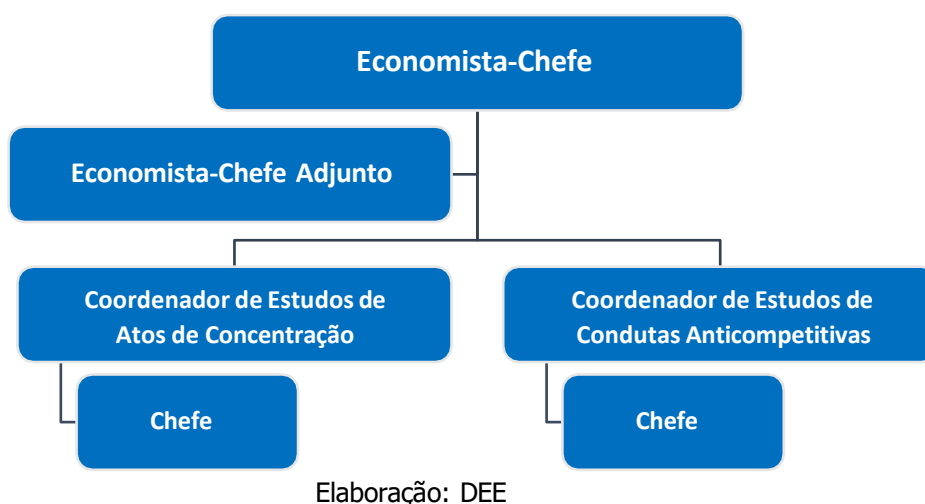 Economista-Chefe
Economista-Chefe Adjunto
Coordenador de Estudos de
Atos de Concentração
Coordenador de Estudos de
Condutas Anticompetitivas
Chefe
Chefe
Elaboração: DEE